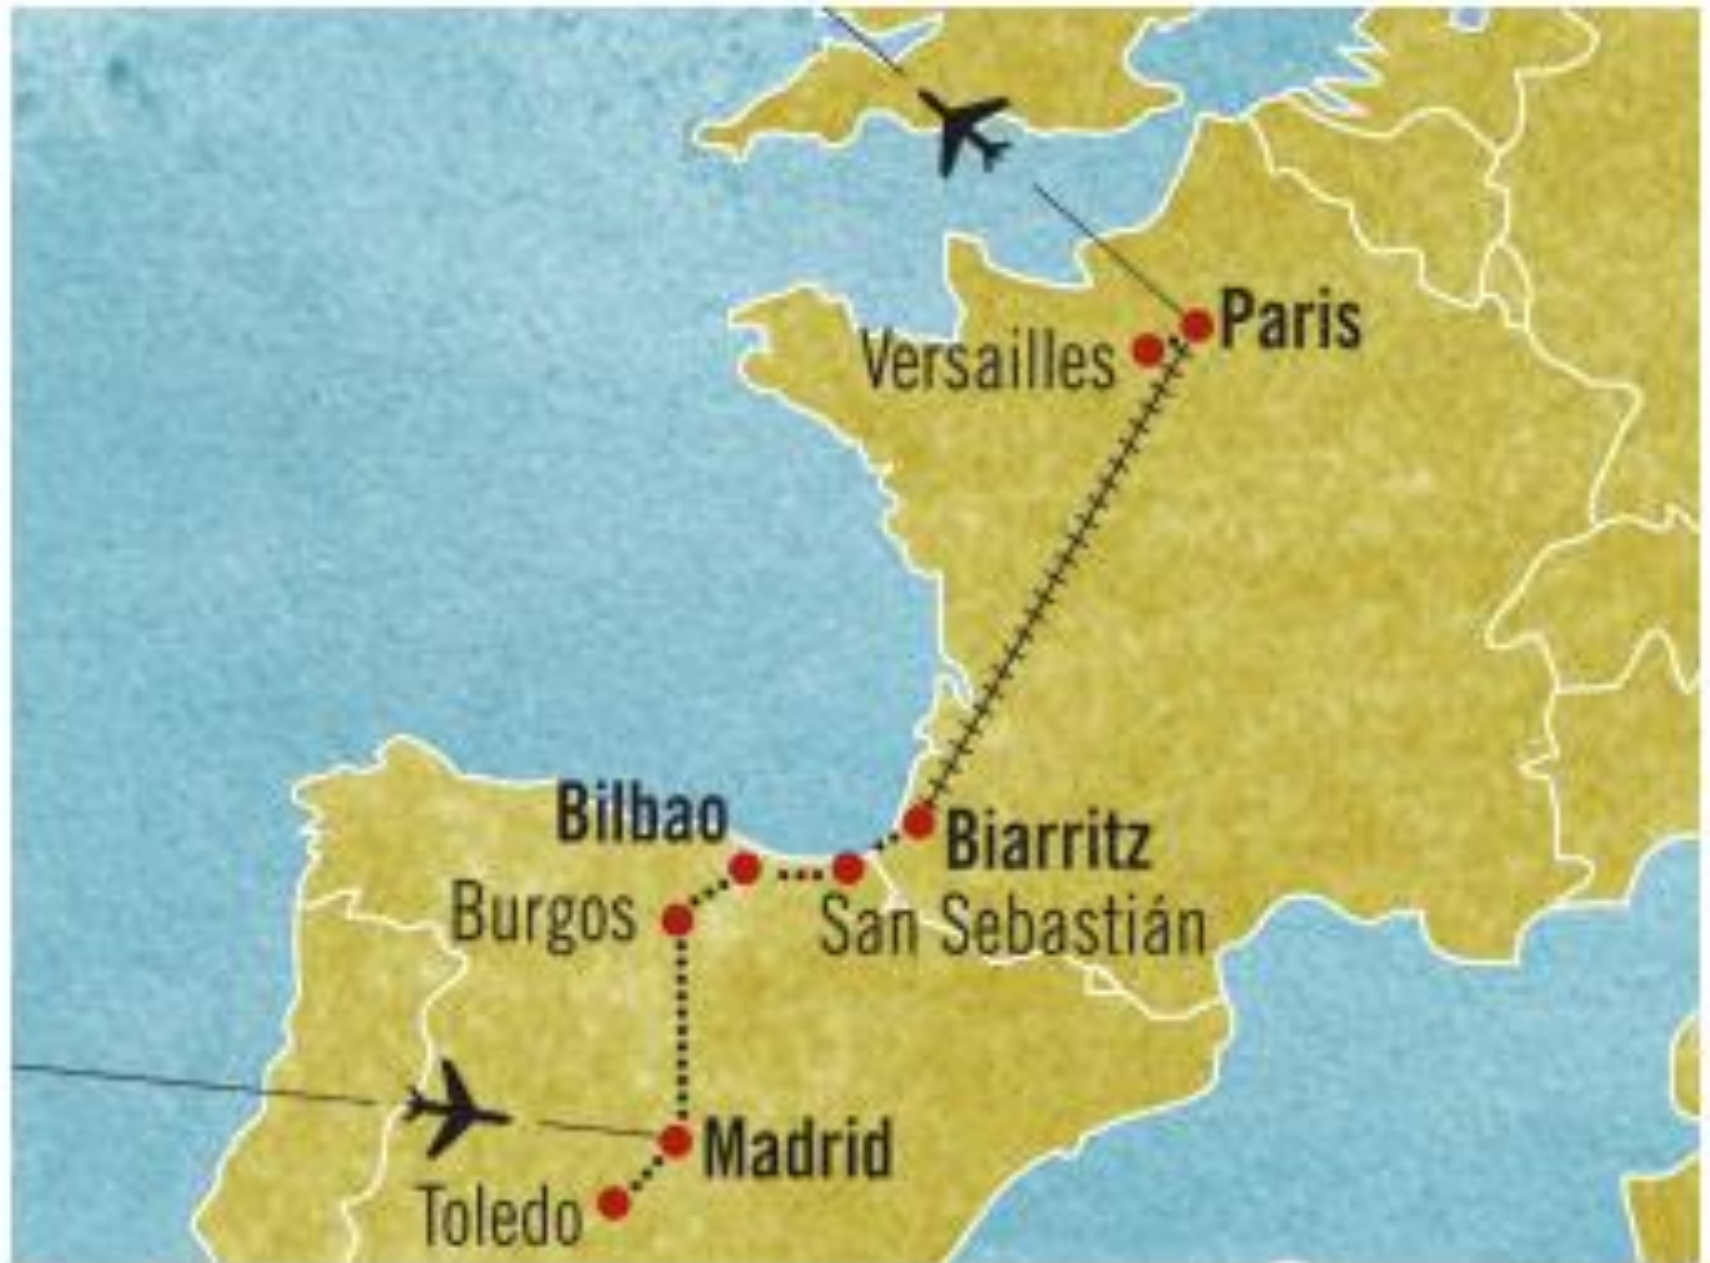 Paris
Versailles
Bilbao
Biarritz
Burgos
San Sebastián
Madrid
Toledo